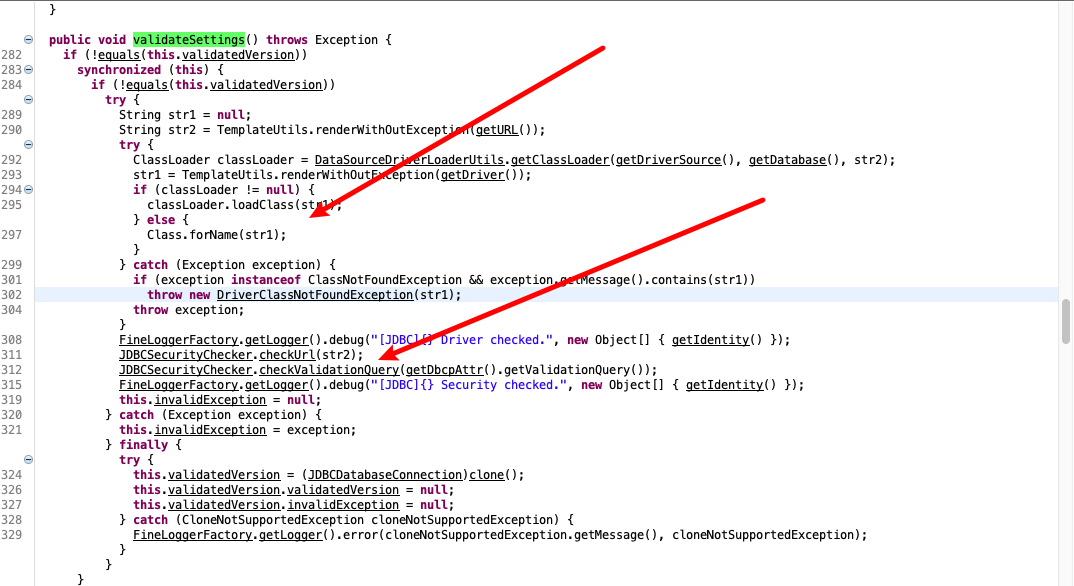 }
public void validateSettings() throws Exception {
282 if (!equals(this.validatedVersion))
283 synchronized (this) {
284 if (!equals(this.validatedVersion))
try {
289 String str1 = null;
290 String str2 = TemplateUtils.renderWithOutException(getURL());
try {
292 ClassLoader classLoader = DataSourceDriverLoaderUtils.getClassLoader(getDriverSource(), getDatabase(), str2);
293 str1 = TemplateUtils.renderWithOutException(getDriver());
294 if (classLoader != null) {
295 classLoader.loadClass(str1);
} else {
297 Class.forName(str1);
}
299 } catch (Exception exception) {
301 if (exception instanceof ClassNotFoundException && exception.getMessage().contains(str1))
302 throw new DriverClassNotFoundException(str1);
304 throw exception;
}
308 FineLoggerFactory.getLogger().debug("[JDBC]{} Driver checked.", new Object[] { getIdentity() });
311 JDBCSecurityChecker.checkUrl(str2);
312 JDBCSecurityChecker.checkValidationQuery(getDbcpAttr().getValidationQuery());
315 FineLoggerFactory.getLogger().debug("[JDBC]{} Security checked.", new Object[] { getIdentity() });
319 this.invalidException = null;
320 } catch (Exception exception) {
321 this.invalidException = exception;
} finally {
try {
324 this.validatedVersion = (JDBCDatabaseConnection)clone();
326 this.validatedVersion.validatedVersion = null;
327 this.validatedVersion.invalidException = null;
328 } catch (CloneNotSupportedException cloneNotSupportedException) {
329 FineLoggerFactory.getLogger().error(cloneNotSupportedException.getMessage(), cloneNotSupportedException);
}
}
}